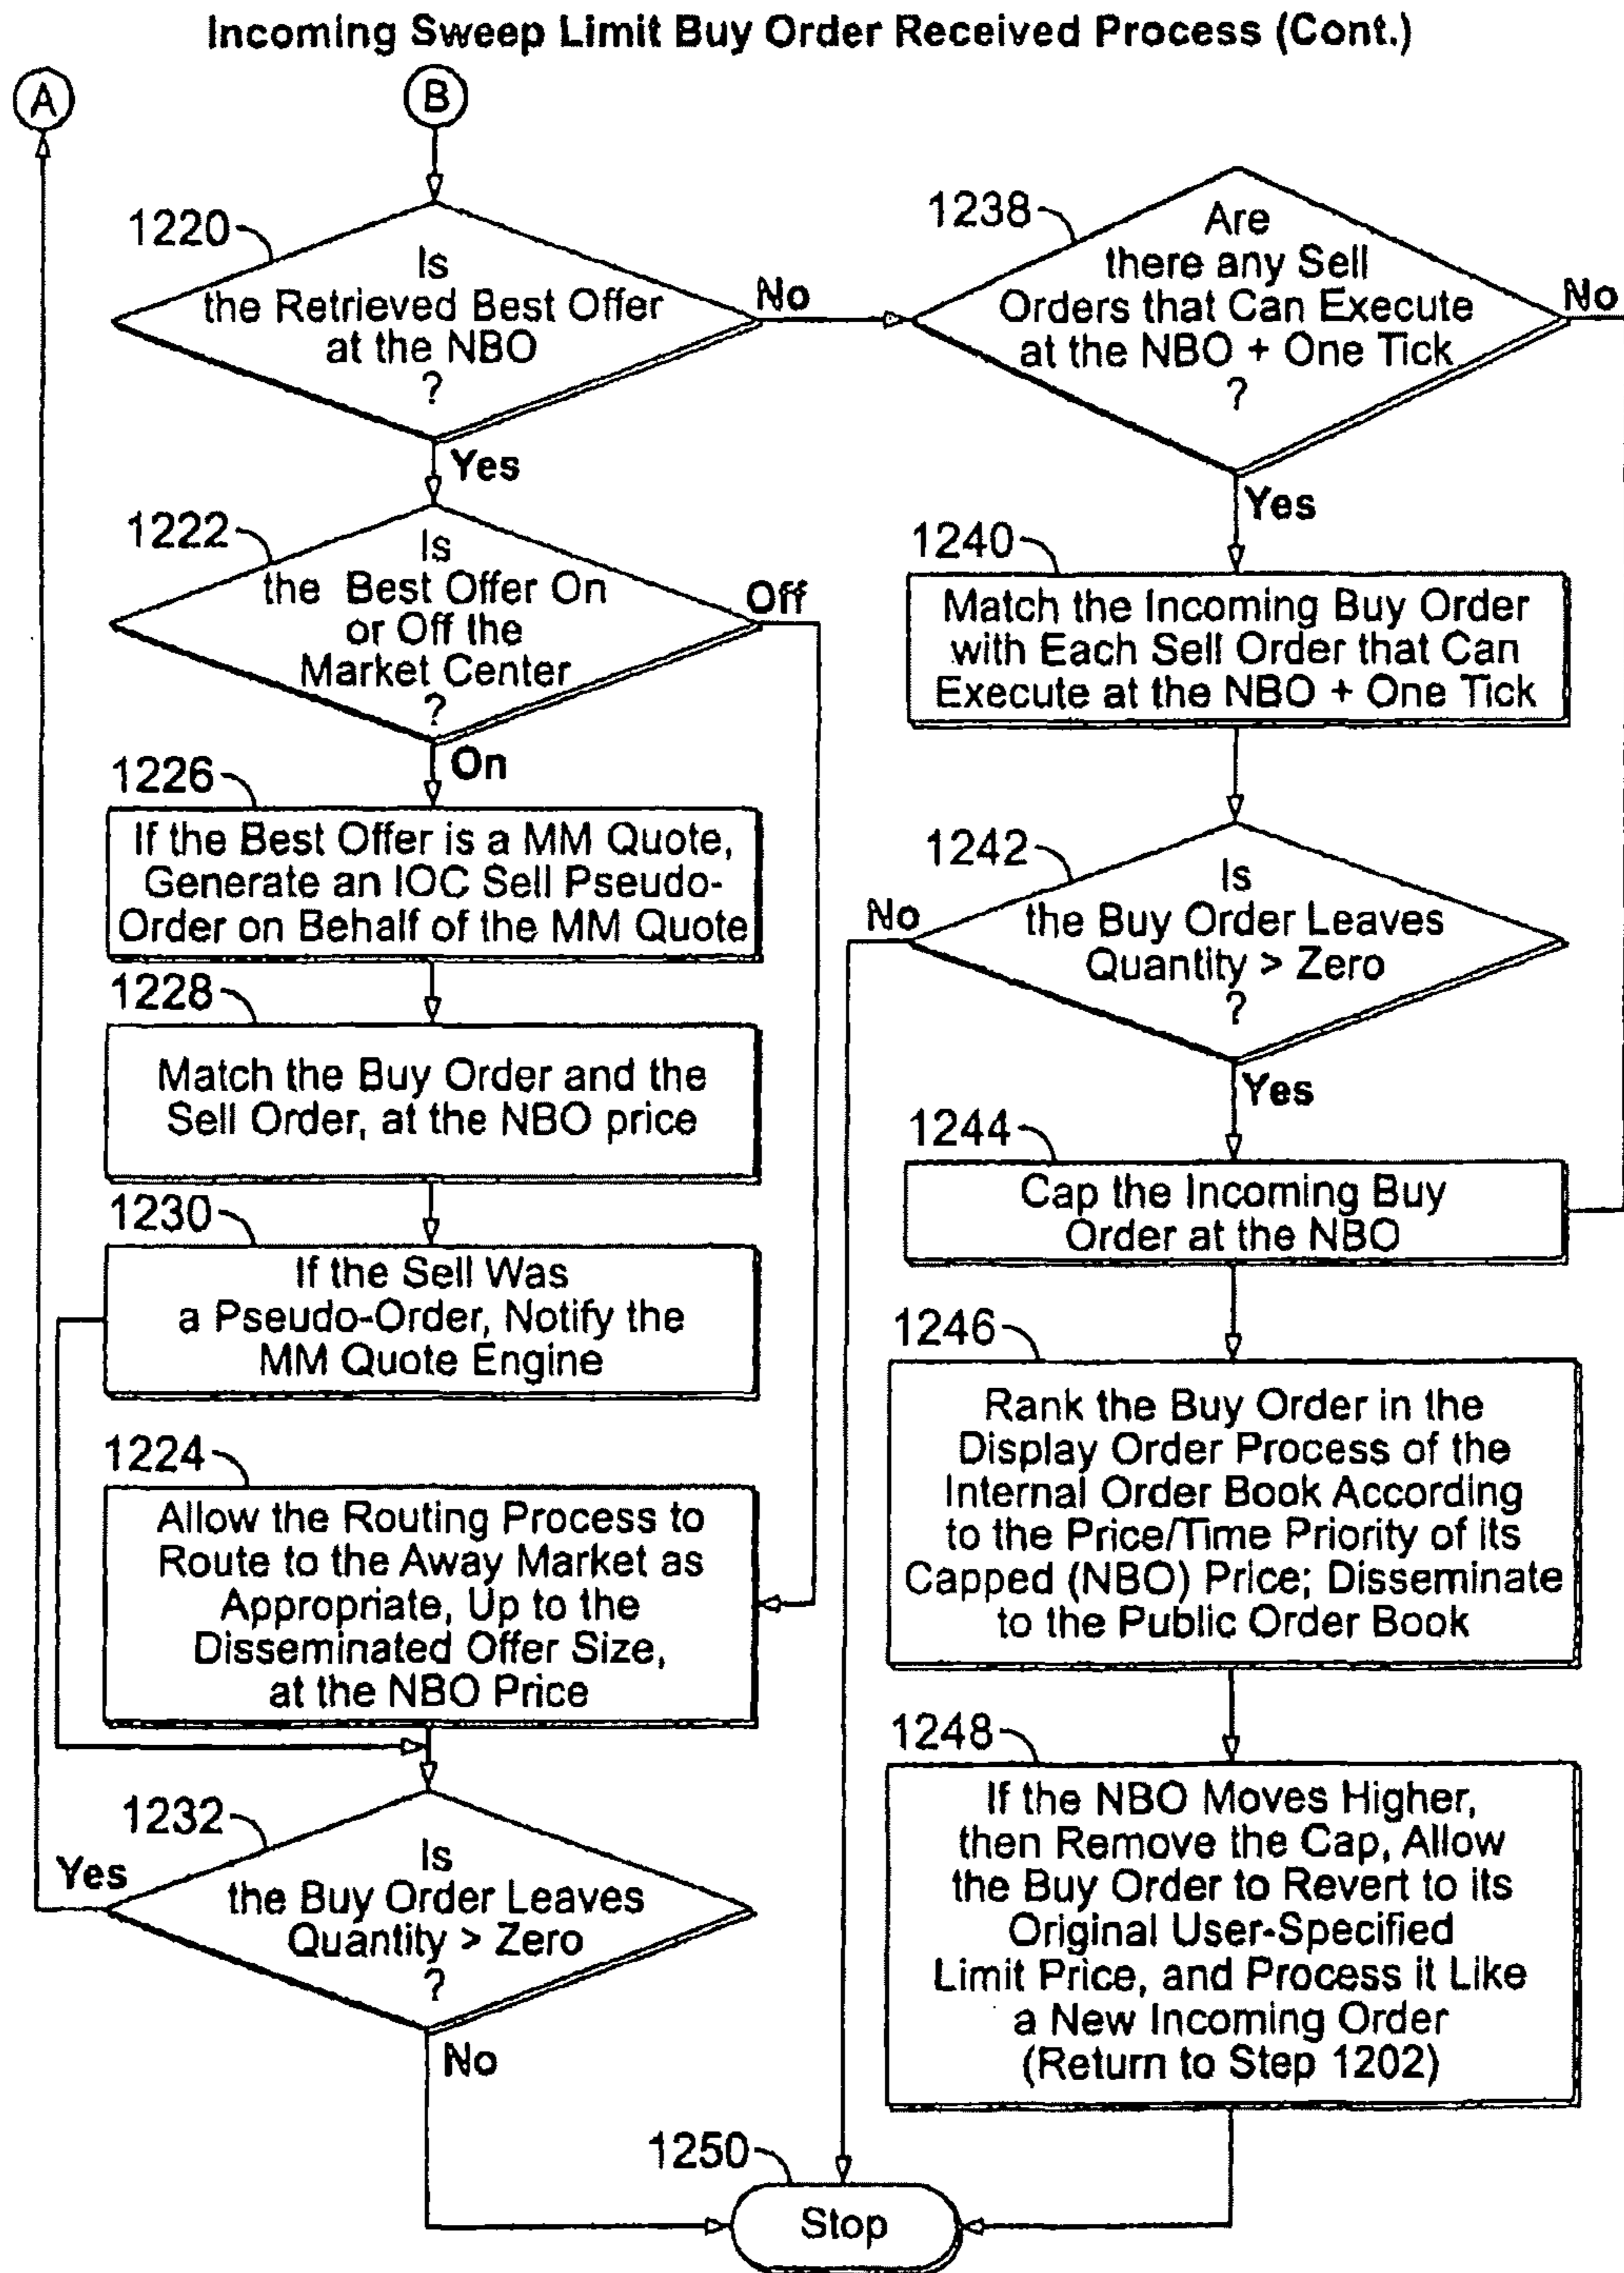 Incoming Sweep Limit Buy Order Received Process (Cont.)
A
B
1220
Is
the Retrieved Best Offer
at the NBO
?
No
Yes
1222
Is
the Best Offer On
or Off the
Market Center
?
Off
On
1226
If the Best Offer is a MM Quote,
Generate an IOC Sell Pseudo-
Order on Behalf of the MM Quote
1228
Match the Buy Order and the
Sell Order, at the NBO price
1230
If the Sell Was
a Pseudo-Order, Notify the
MM Quote Engine
1224
Allow the Routing Process to
Route to the Away Market as
Appropriate, Up to the
Disseminated Offer Size,
at the NBO Price
1232
Is
the Buy Order Leaves
Quantity > Zero
?
Yes
No
1238
Are
there any Sell
Orders that Can Execute
at the NBO + One Tick
?
No
Yes
1240
Match the Incoming Buy Order
with Each Sell Order that Can
Execute at the NBO + One Tick
1242
Is
the Buy Order Leaves
Quantity > Zero
?
No
Yes
1244
Cap the Incoming Buy
Order at the NBO
1246
Rank the Buy Order in the
Display Order Process of the
Internal Order Book According
to the Price/Time Priority of its
Capped (NBO) Price; Disseminate
to the Public Order Book
1248
If the NBO Moves Higher,
then Remove the Cap, Allow
the Buy Order to Revert to its
Original User-Specified
Limit Price, and Process it Like
a New Incoming Order
(Return to Step 1202)
1250
Stop